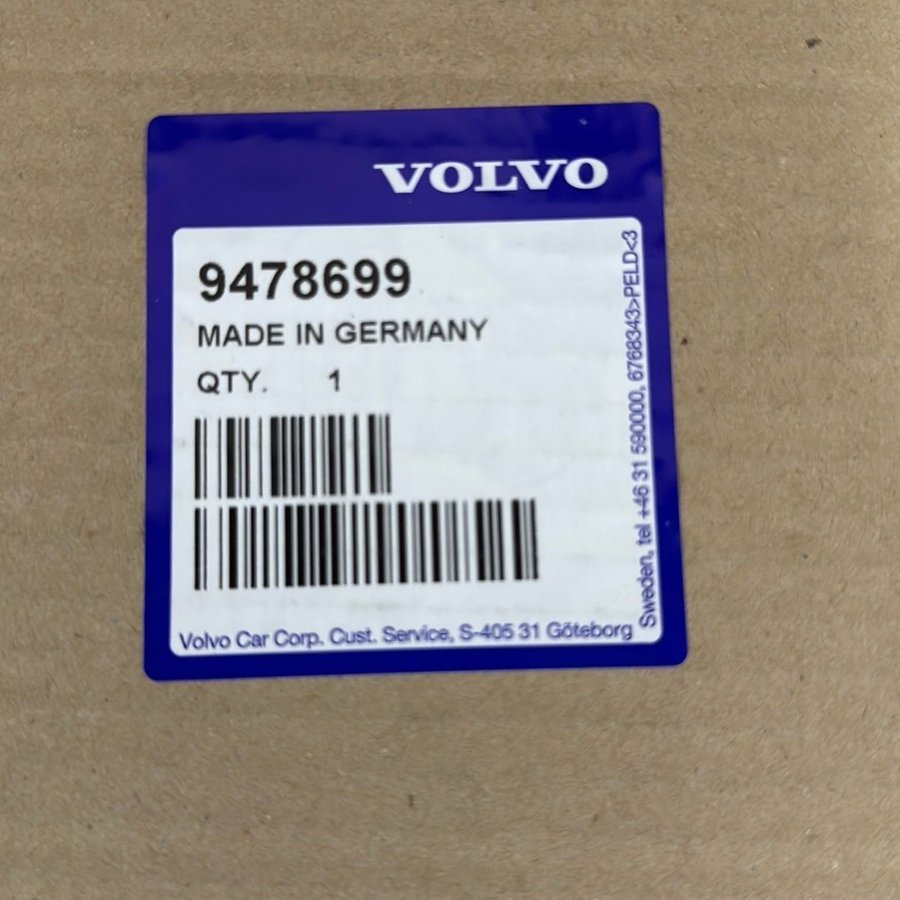 VOLVO
9478699
MADE IN GERMANY
QTY. 1
Volvo Car Corp. Cust. Service, S-405 31 Göteborg
Sweden, tel +46 31 590000, 6768343>PELD<3